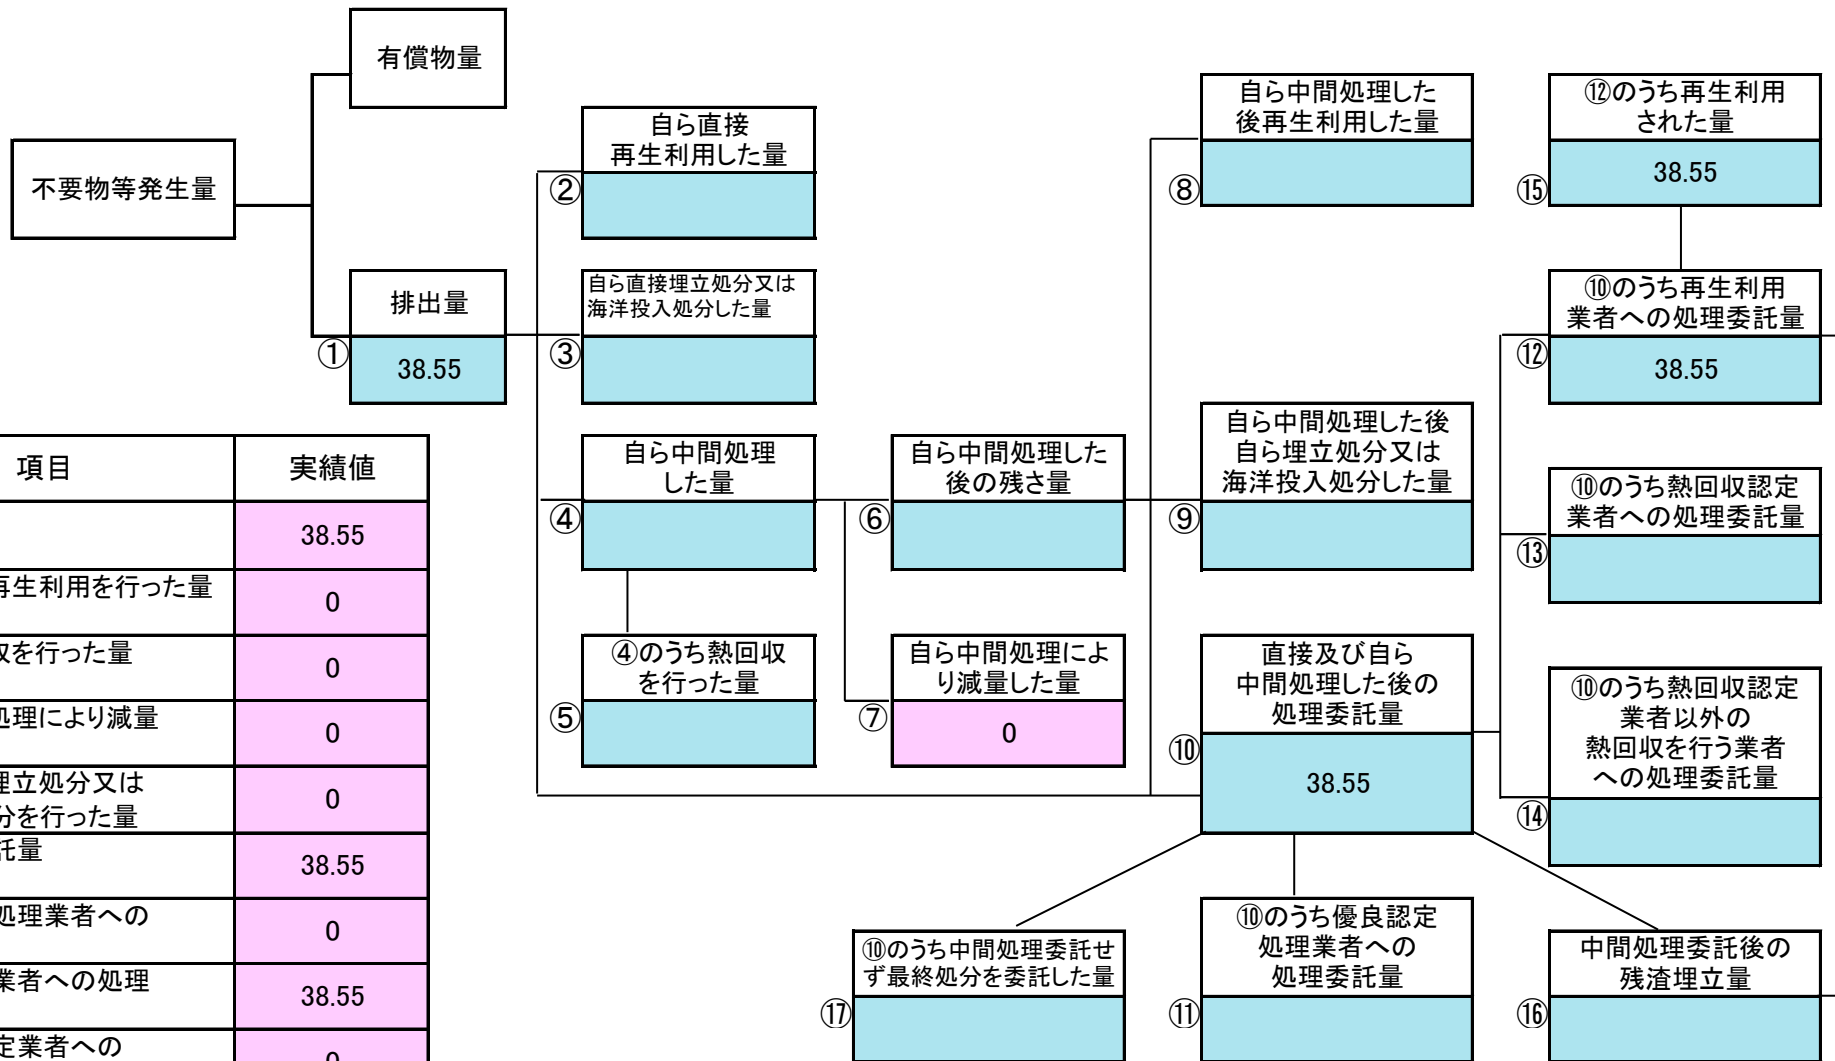 有償物量
不要物等発生量
排出量
①
38.55
自ら直接
再生利用した量
②
自ら直接埋立処分又は
海洋投入処分した量
③
自ら中間処理
した量
④
④のうち熱回収
を行った量
⑤
自ら中間処理した
後の残さ量
⑥
自ら中間処理によ
り減量した量
⑦
0
自ら中間処理した
後再生利用した量
⑧
自ら中間処理した後
自ら埋立処分又は
海洋投入処分した量
⑨
直接及び自ら
中間処理した後の
処理委託量
⑩
38.55
⑫のうち再生利用
された量
⑮
38.55
⑩のうち再生利用
業者への処理委託量
⑫
38.55
⑩のうち熱回収認定
業者への処理委託量
⑬
⑩のうち熱回収認定
業者以外の
熱回収を行う業者
への処理委託量
⑭
⑩のうち中間処理委託せ
ず最終処分を委託した量
⑰
⑩のうち優良認定
処理業者への
処理委託量
⑪
中間処理委託後の
残渣埋立量
⑯
項目 実績値
38.55
再生利用を行った量 0
収を行った量 0
処理により減量 0
埋立処分又は
分を行った量 0
託量 38.55
処理業者への 0
業者への処理 38.55
定業者への 0